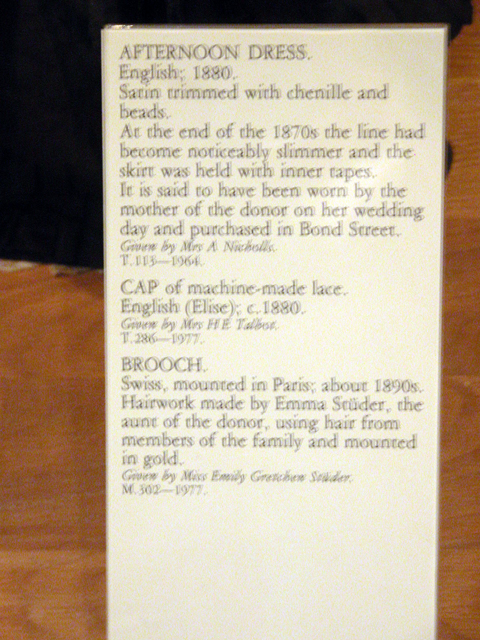 AFTERNOON DRESS.
English; 1880.
Satin trimmed with chenille and
beads.
At the end of the 1870s the line had
become noticeably slimmer and the
skirt was held with inner tapes.
It is said to have been worn by the
mother of the donor on her wedding
day and purchased in Bond Street.
Given by Mrs A Nicholls.
T.113—1964.
CAP of machine-made lace.
English (Elise); c.1880.
Given by Mrs H E Talbot.
T.286—1977.
BROOCH.
Swiss, mounted in Paris; about 1890s.
Hairwork made by Emma Stüder, the
aunt of the donor, using hair from
members of the family and mounted
in gold.
Given by Miss Emily Gretchen Stüder.
M.302—1977.